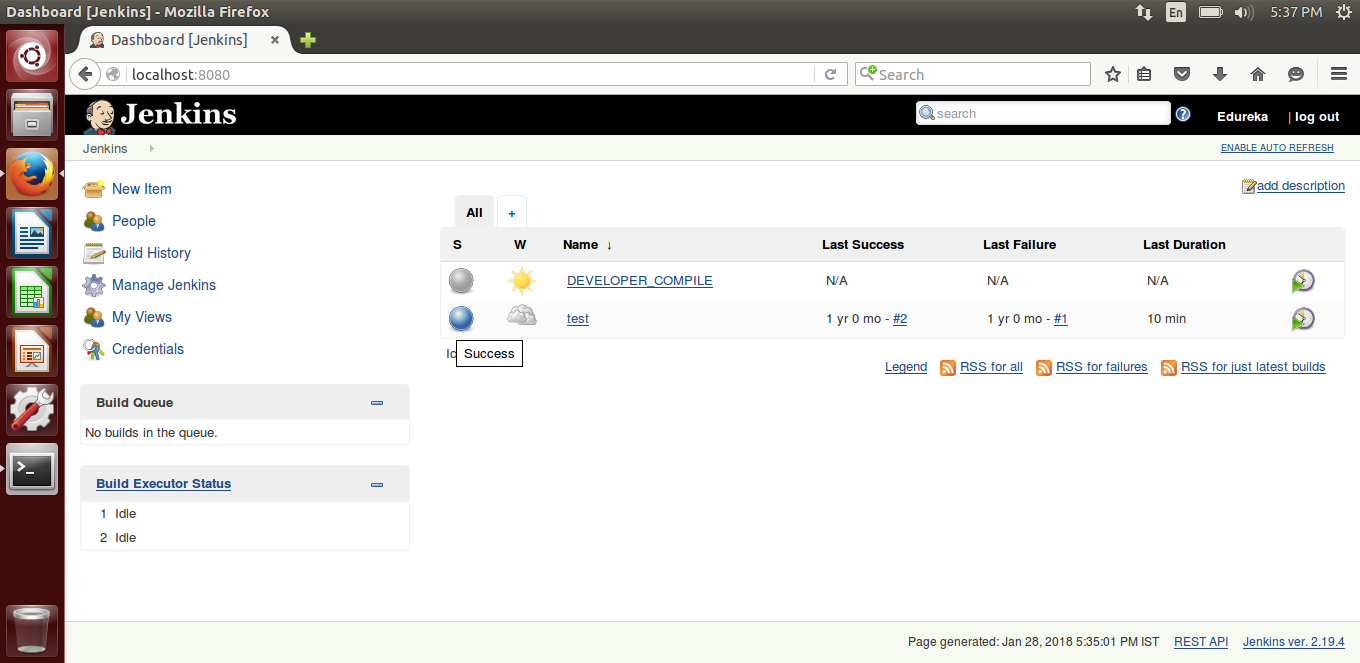 Dashboard [Jenkins] - Mozilla Firefox En 5:37 PM
Dashboard [Jenkins]
localhost:8080 Search
Jenkins search Edureka | log out
Jenkins ENABLE AUTO REFRESH
add description
New Item
People
Build History
Manage Jenkins
My Views
Credentials
Build Queue
No builds in the queue.
Build Executor Status
1 Idle
2 Idle
All +
S W Name ↓ Last Success Last Failure Last Duration
DEVELOPER_COMPILE N/A N/A N/A
test 1 yr 0 mo - #2 1 yr 0 mo - #1 10 min
Success
Legend RSS for all RSS for failures RSS for just latest builds
Page generated: Jan 28, 2018 5:35:01 PM IST REST API Jenkins ver. 2.19.4